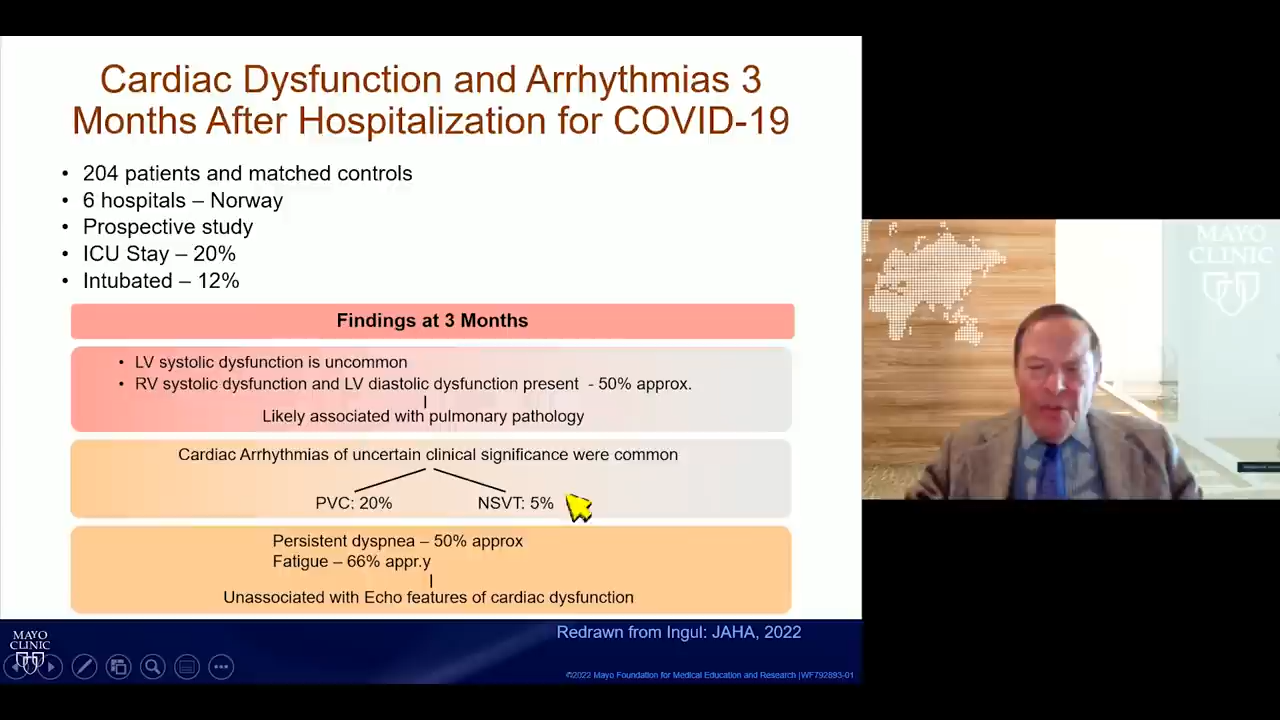 Cardiac Dysfunction and Arrhythmias 3
Months After Hospitalization for COVID-19
• 204 patients and matched controls
• 6 hospitals – Norway
• Prospective study
• ICU Stay – 20%
• Intubated – 12%
Findings at 3 Months
• LV systolic dysfunction is uncommon
• RV systolic dysfunction and LV diastolic dysfunction present - 50% approx.
Likely associated with pulmonary pathology
Cardiac Arrhythmias of uncertain clinical significance were common
PVC: 20% NSVT: 5%
Persistent dyspnea – 50% approx
Fatigue – 66% appr.y
Unassociated with Echo features of cardiac dysfunction
Redrawn from Ingul: JAHA, 2022
MAYO
CLINIC
©2022 Mayo Foundation for Medical Education and Research |WF792893-01
MAYO
CLINIC